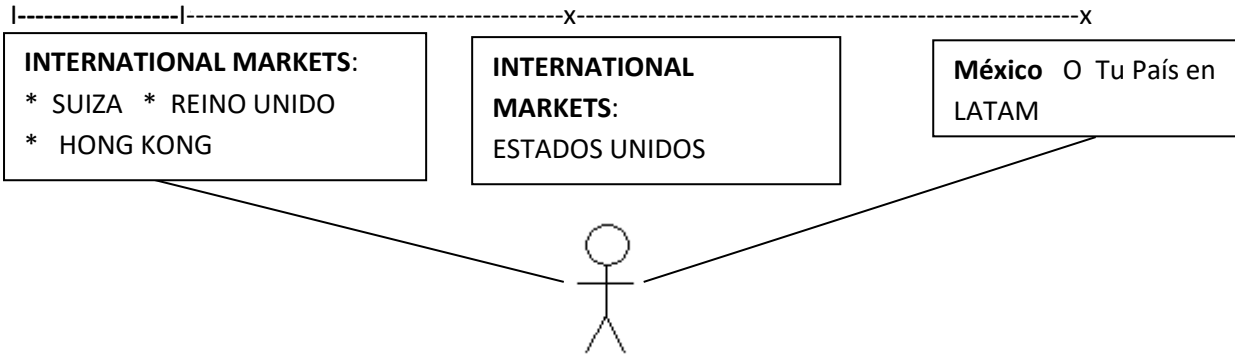 |------------------|------------------------------------------x--------------------------------------------------------x
INTERNATIONAL MARKETS:
* SUIZA * REINO UNIDO
* HONG KONG
INTERNATIONAL
MARKETS:
ESTADOS UNIDOS
México O Tu País en
LATAM